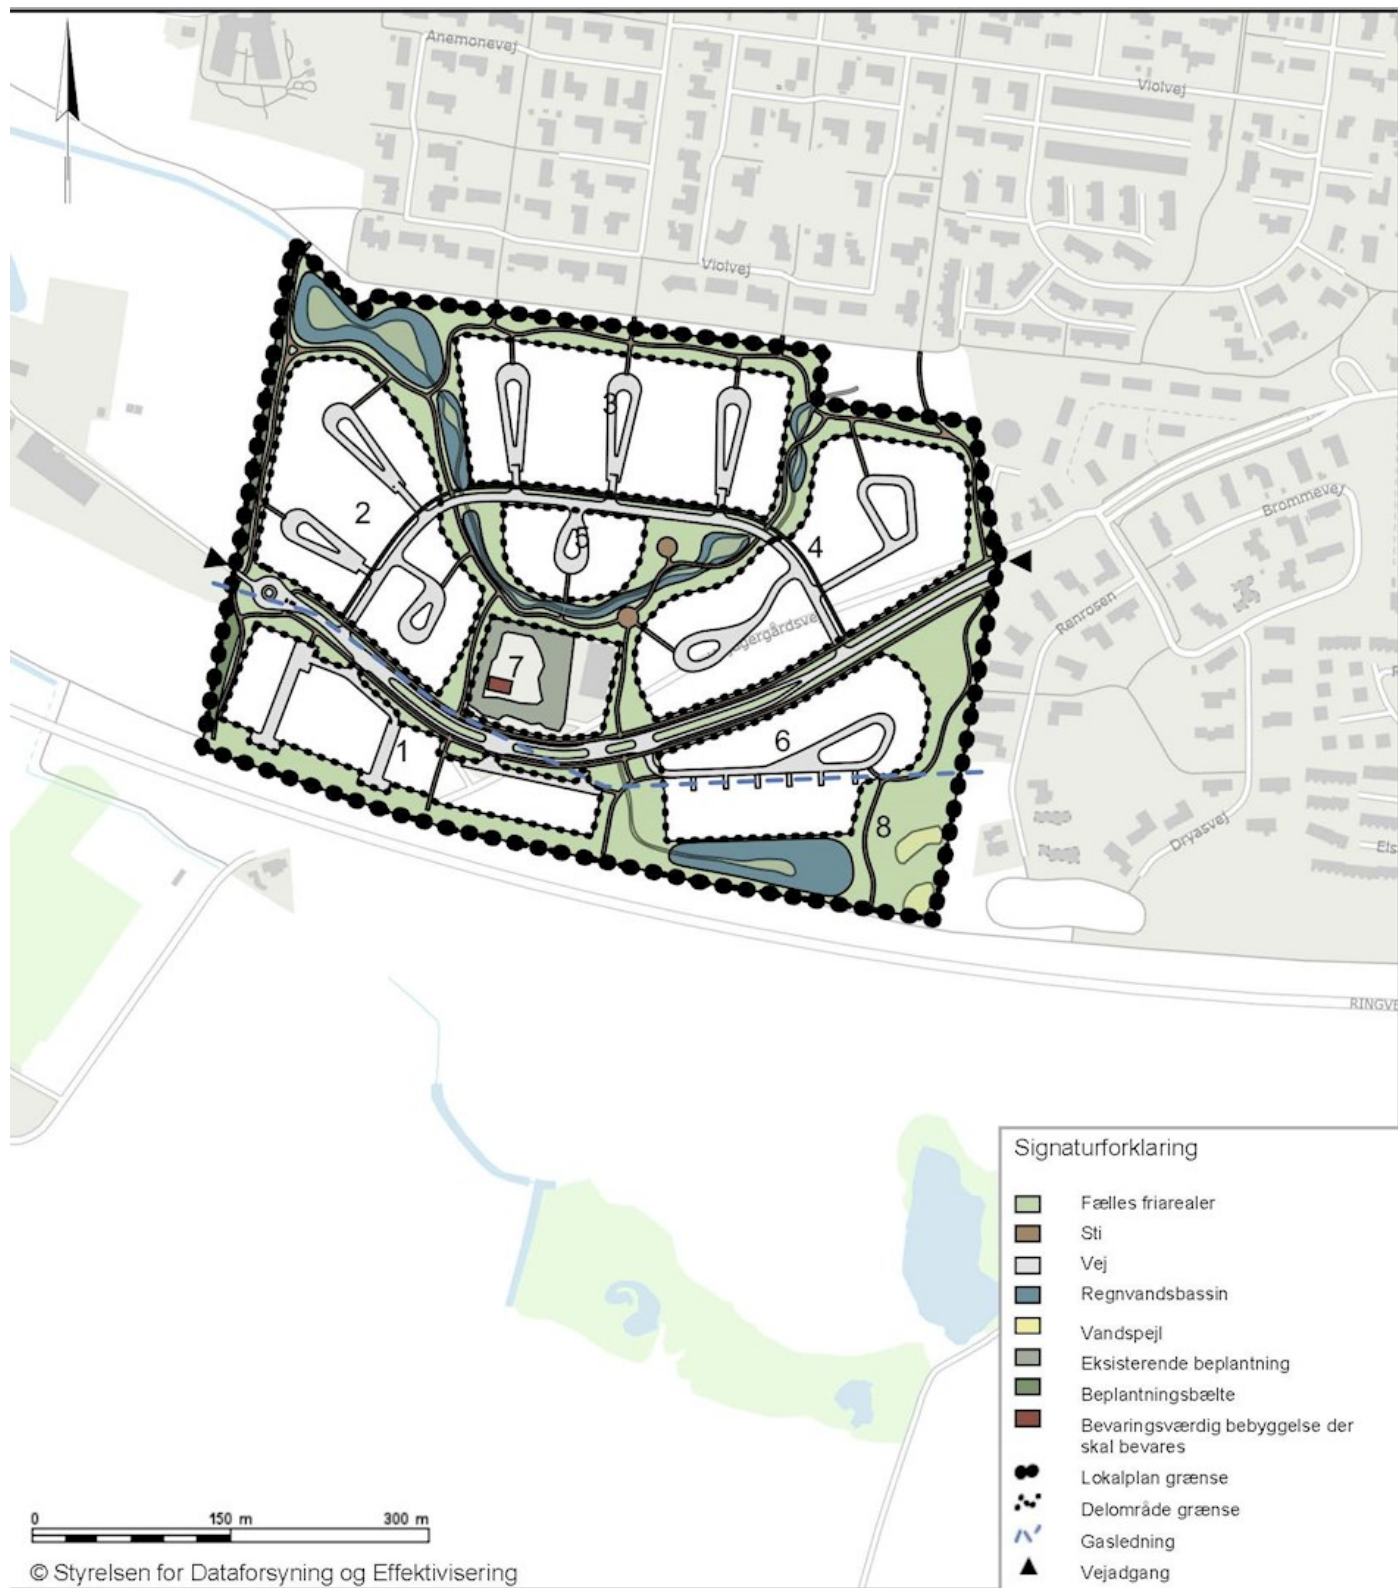 Anemonevej
Violvej
Violvej
3
2
5
4
Brommevej
Rønrosen
7
6
1
8
Dryasvej
Els
RINGVE
Signaturforklaring
Fælles friarealer
Sti
Vej
Regnvandsbassin
Vandspejl
Eksisterende beplantning
Beplantningsbælte
Bevaringsværdig bebyggelse der
skal bevares
Lokalplan grænse
Delområde grænse
Gasledning
Vejadgang
0 150 m 300 m
© Styrelsen for Dataforsyning og Effektivisering